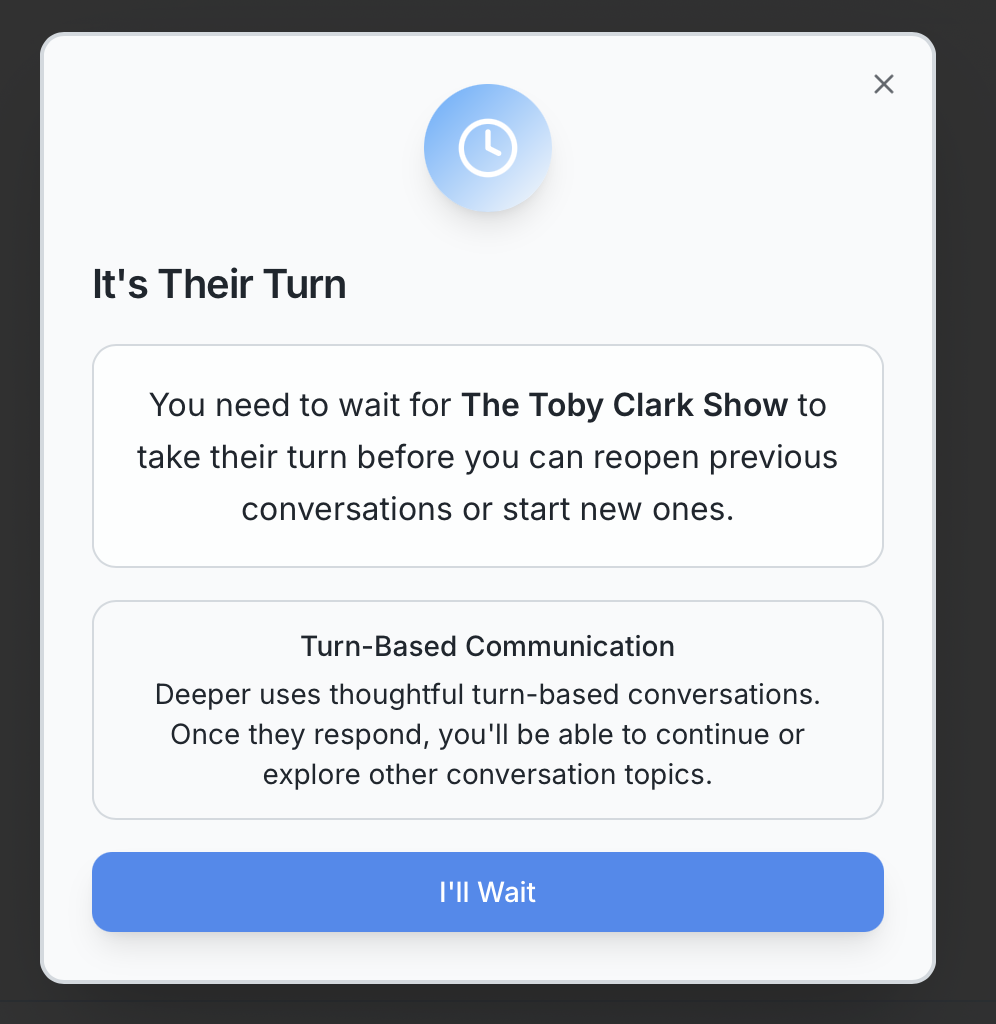 It's Their Turn
You need to wait for The Toby Clark Show to
take their turn before you can reopen previous
conversations or start new ones.
Turn-Based Communication
Deeper uses thoughtful turn-based conversations.
Once they respond, you'll be able to continue or
explore other conversation topics.
I'll Wait